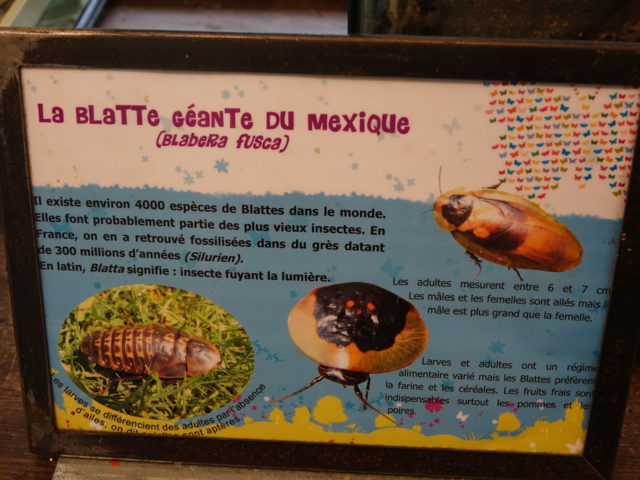 La Blatte géante du Mexique
(Blabera fusca)
Il existe environ 4000 espèces de Blattes dans le monde.
Elles font probablement partie des plus vieux insectes. En
France, on en a retrouvé fossilisées dans du grès datant
de 300 millions d'années (Silurien).
En latin, Blatta signifie : insecte fuyant la lumière.
Les adultes mesurent entre 6 et 7 cm
Les mâles et les femelles sont ailés mais
mâle est plus grand que la femelle.
Larves et adultes ont un régime
alimentaire varié mais les Blattes préfèrent
la farine et les céréales. Les fruits frais sont
indispensables surtout les pommes et les
poires.
Les larves se différencient des adultes par l'absence
d'ailes, on dit sont aptères.